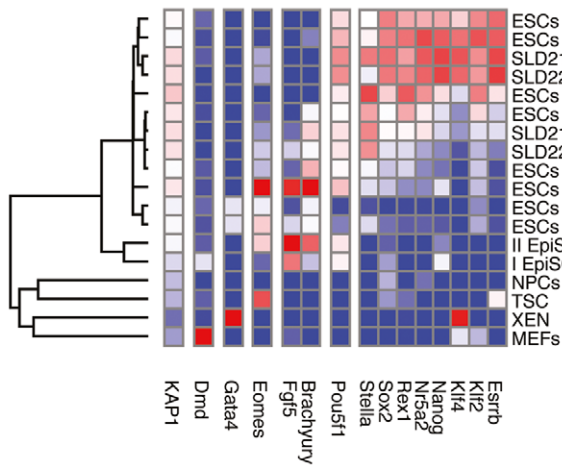 ESCs
ESCs
SLD21
SLD22
ESCs
ESCs
SLD21
SLD22
ESCs
ESCs
ESCs
ESCs
II EpiS
I EpiS
NPCs
TSC
XEN
MEFs
KAP1
Dmd
Gata4
Eomes
Fgf5
Brachyury
Pou5f1
Stella
Sox2
Rex1
Nr5a2
Nanog
Klf4
Klf2
Esrrb